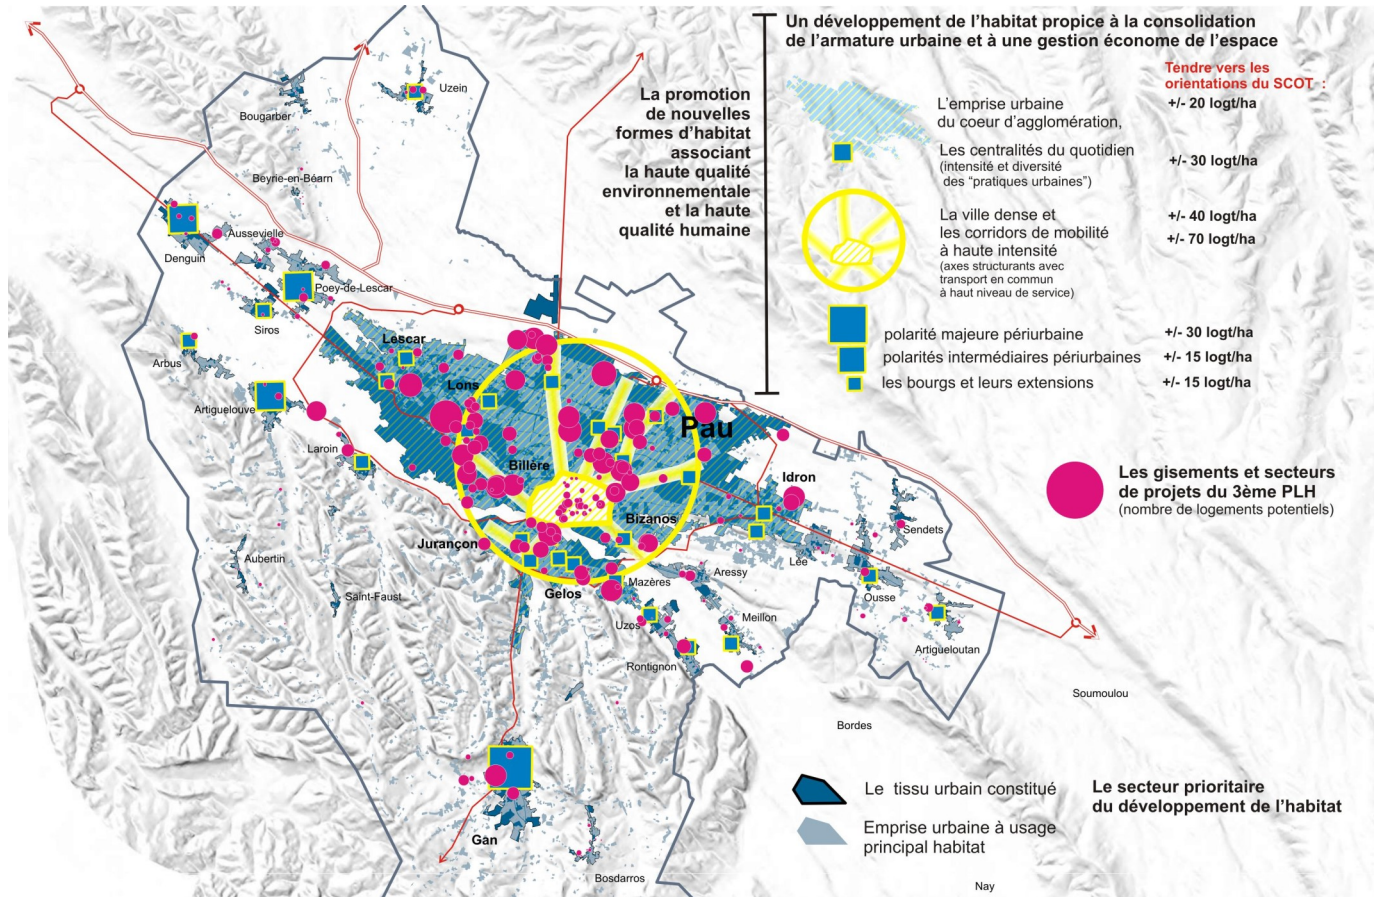 Un développement de l'habitat propice à la consolidation
de l'armature urbaine et à une gestion économe de l'espace
Tendre vers les
orientations du SCOT :
La promotion
de nouvelles
formes d'habitat
associant
la haute qualité
environnementale
et la haute
qualité humaine
L'emprise urbaine
du coeur d'agglomération,
+/- 20 logt/ha
Les centralités du quotidien
(intensité et diversité
des "pratiques urbaines")
+/- 30 logt/ha
La ville dense et
les corridors de mobilité
à haute intensité
(axes structurants avec
transport en commun
à haut niveau de service)
+/- 40 logt/ha
+/- 70 logt/ha
polarité majeure périurbaine
+/- 30 logt/ha
polarités intermédiaires périurbaines
+/- 15 logt/ha
les bourgs et leurs extensions
+/- 15 logt/ha
Les gisements et secteurs
de projets du 3ème PLH
(nombre de logements potentiels)
Le tissu urbain constitué
Emprise urbaine à usage
principal habitat
Le secteur prioritaire
du développement de l'habitat
Uzein
Bougarber
Beyrie-en-Béarn
Aussevielle
Denguin
Poey-de-Lescar
Siros
Lescar
Arbus
Artiguelouve
Lons
Pau
Laroin
Billère
Idron
Bizanos
Sendets
Jurançon
Aubertin
Lée
Aressy
Mazères
Saint-Faust
Gelos
Ousse
Uzos
Meillon
Artigueloutan
Rontignon
Soumoulou
Bordes
Gan
Bosdarros
Nay